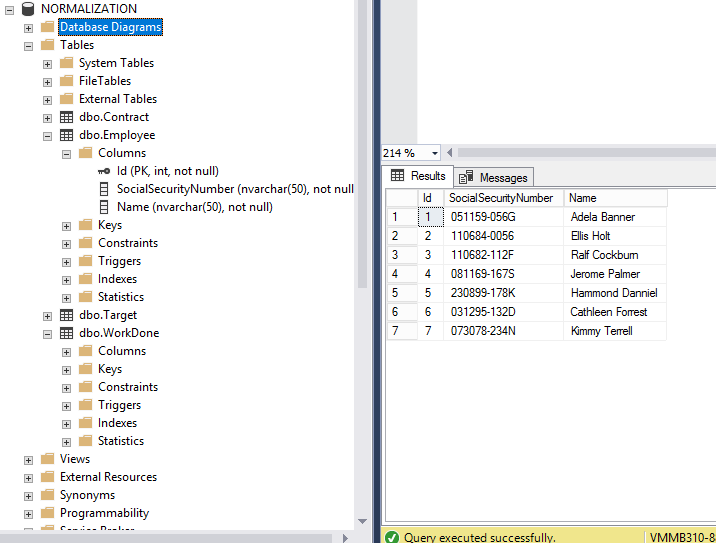 NORMALIZATION
Database Diagrams
Tables
System Tables
FileTables
External Tables
dbo.Contract
dbo.Employee
Columns
Id (PK, int, not null)
SocialSecurityNumber (nvarchar(50), not null
Name (nvarchar(50), not null)
Keys
Constraints
Triggers
Indexes
Statistics
dbo.Target
dbo.WorkDone
Columns
Keys
Constraints
Triggers
Indexes
Statistics
Views
External Resources
Synonyms
Programmability
Service Broker
214 %
Results Messages
Id SocialSecurityNumber Name
1 1 051159-056G Adela Banner
2 2 110684-0056 Ellis Holt
3 3 110682-112F Ralf Cockburn
4 4 081169-167S Jerome Palmer
5 5 230899-178K Hammond Danniel
6 6 031295-132D Cathleen Forrest
7 7 073078-234N Kimmy Terrell
Query executed successfully. VMMB310-8